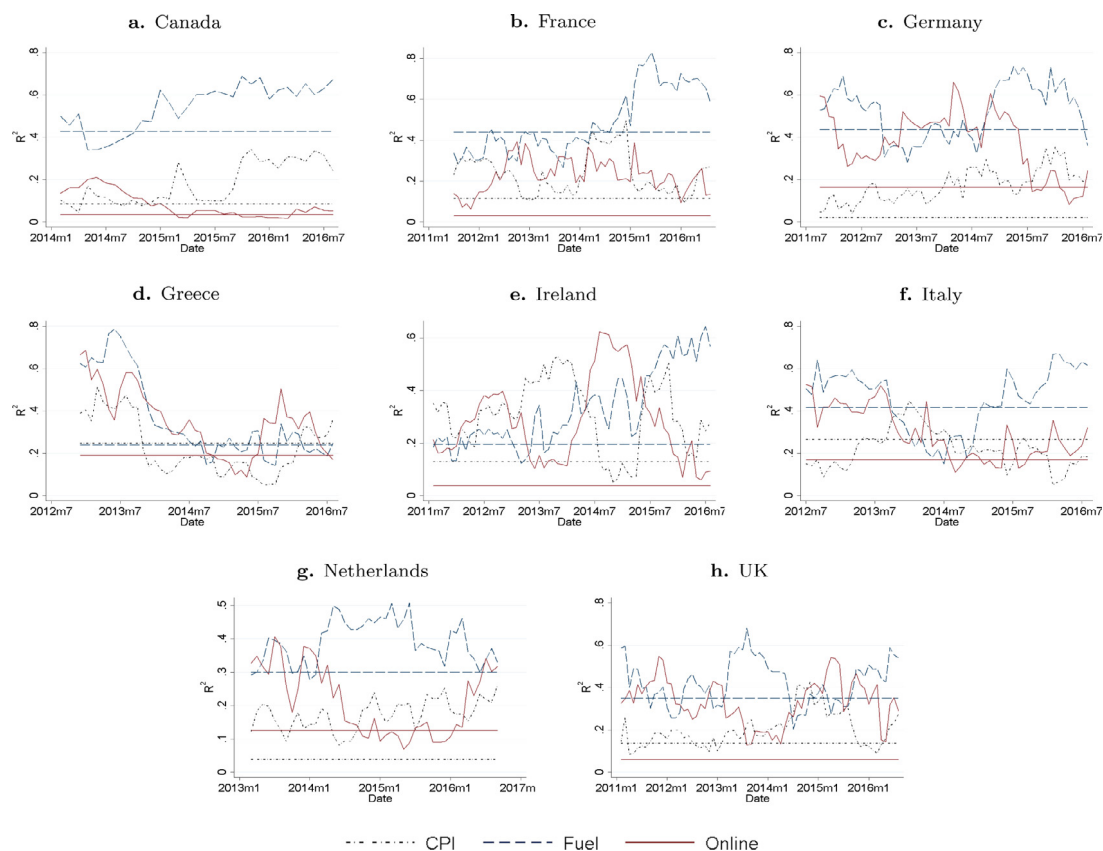 a. Canada
b. France
c. Germany
.8
.6
.4
.2
0
R²
2014m1 2014m7 2015m1 2015m7 2016m1 2016m7
Date
.8
.6
.4
.2
0
R²
2011m1 2012m1 2013m1 2014m1 2015m1 2016m1
Date
.8
.6
.4
.2
0
R²
2011m7 2012m7 2013m7 2014m7 2015m7 2016m7
Date
d. Greece
e. Ireland
f. Italy
.8
.6
.4
.2
0
R²
2012m7 2013m7 2014m7 2015m7 2016m7
Date
.6
.4
.2
0
R²
2011m7 2012m7 2013m7 2014m7 2015m7 2016m7
Date
.8
.6
.4
.2
0
R²
2012m7 2013m7 2014m7 2015m7 2016m7
Date
g. Netherlands
h. UK
.5
.4
.3
.2
.1
0
R²
2013m1 2014m1 2015m1 2016m1 2017m
Date
.8
.6
.4
.2
0
R²
2011m1 2012m1 2013m1 2014m1 2015m1 2016m1
Date
CPI Fuel Online